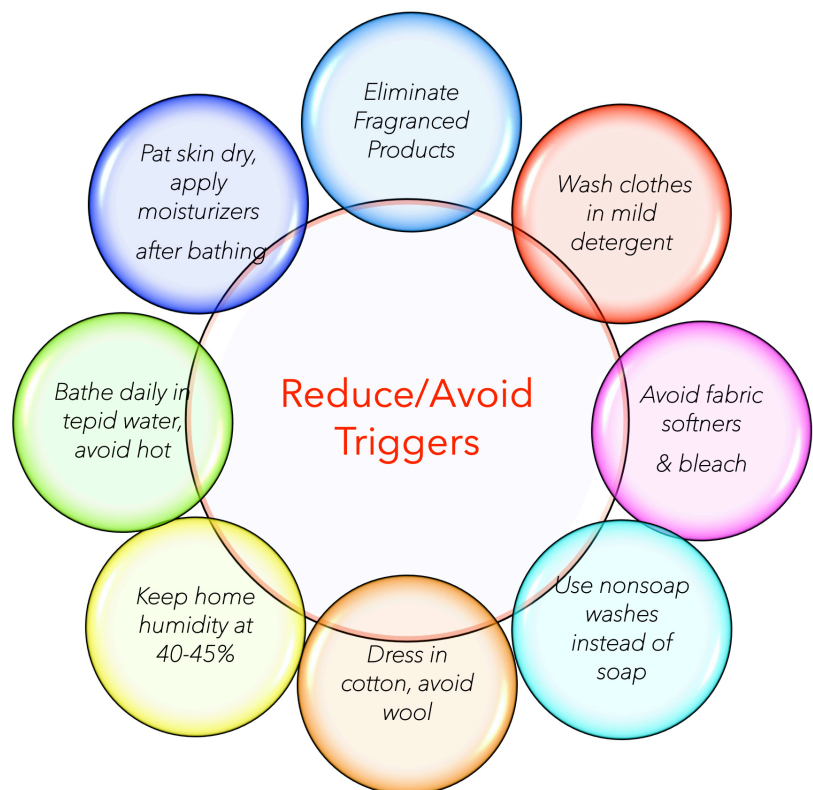 Eliminate
Fragranced
Products
Wash clothes
in mild
detergent
Avoid fabric
softners
& bleach
Use nonsoap
washes
instead of
soap
Dress in
cotton, avoid
wool
Keep home
humidity at
40-45%
Bathe daily in
tepid water,
avoid hot
Pat skin dry,
apply
moisturizers
after bathing
Reduce/Avoid
Triggers